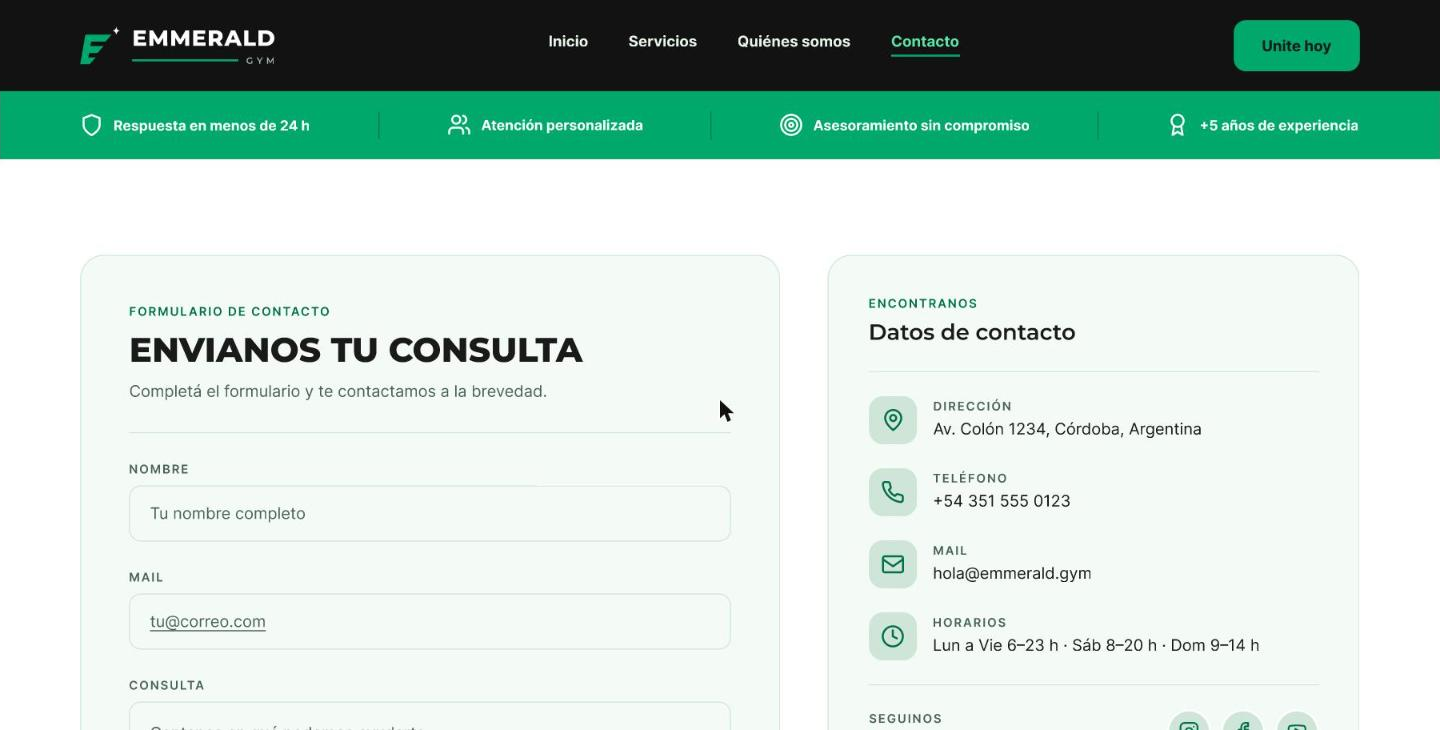 EMMERALD
GYM
Inicio
Servicios
Quiénes somos
Contacto
Unite hoy
Respuesta en menos de 24 h
Atención personalizada
Asesoramiento sin compromiso
+5 años de experiencia
FORMULARIO DE CONTACTO
ENVIANOS TU CONSULTA
Completá el formulario y te contactamos a la brevedad.
NOMBRE
Tu nombre completo
MAIL
tu@correo.com
CONSULTA
ENCONTRANOS
Datos de contacto
DIRECCIÓN
Av. Colón 1234, Córdoba, Argentina
TELÉFONO
+54 351 555 0123
MAIL
hola@emmerald.gym
HORARIOS
Lun a Vie 6–23 h · Sáb 8–20 h · Dom 9–14 h
SEGUINOS